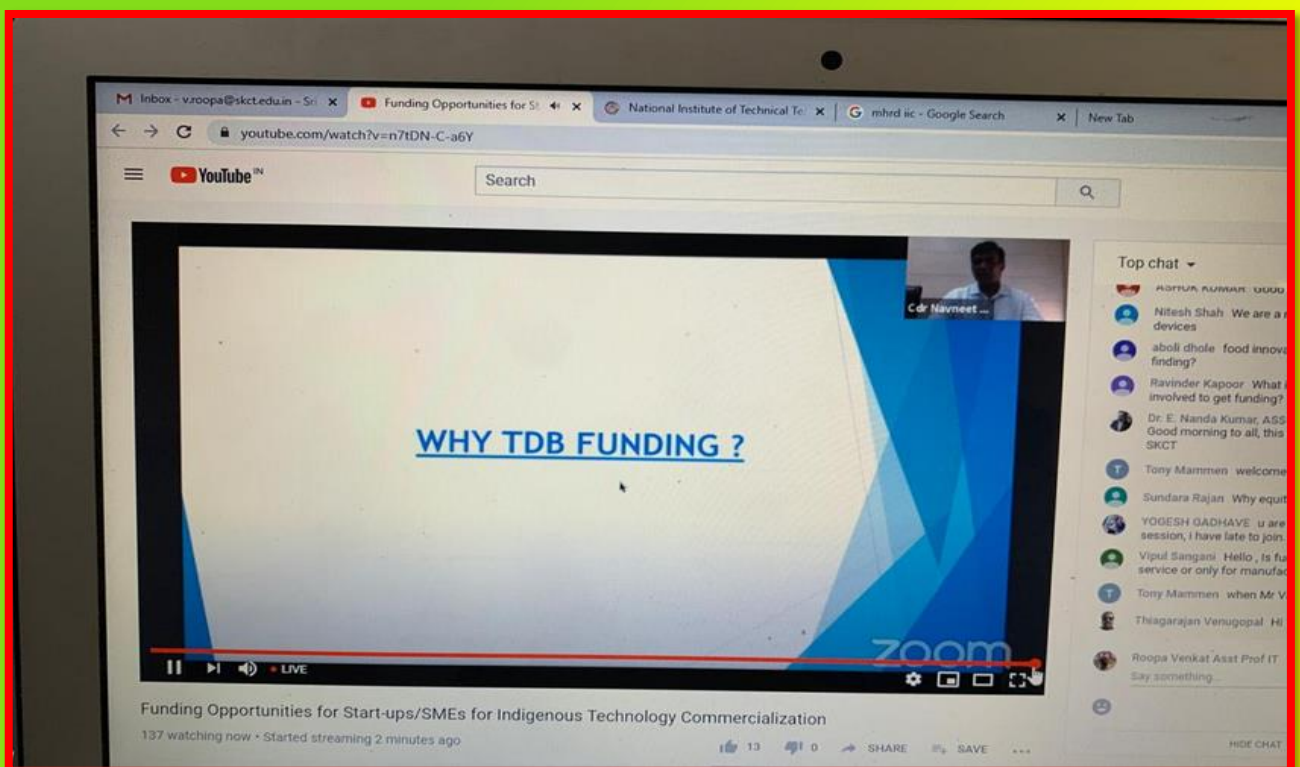 Inbox - v.roopa@skct.edu.in - Sri
Funding Opportunities for St
National Institute of Technical Te
mhrd iic - Google Search
New Tab
youtube.com/watch?v=n7tDN-C-a6Y
YouTube IN
Search
Cdr Navneet ...
WHY TDB FUNDING ?
zoom
LIVE
Funding Opportunities for Start-ups/SMEs for Indigenous Technology Commercialization
137 watching now • Started streaming 2 minutes ago
13
0
SHARE
SAVE
Top chat
ASHOK KUMAR Good
Nitesh Shah We are a
devices
aboli dhole food innova
finding?
Ravinder Kapoor What i
involved to get funding?
Dr. E. Nanda Kumar, ASS
Good morning to all, this
SKCT
T
Tony Mammen welcome
Sundara Rajan Why equit
YOGESH GADHAVE u are
session, i have late to join.
Vipul Sangani Hello , Is fu
service or only for manufac
T
Tony Mammen when Mr V
Thiagarajan Venugopal Hi
Roopa Venkat Asst Prof IT
Say something...
HIDE CHAT